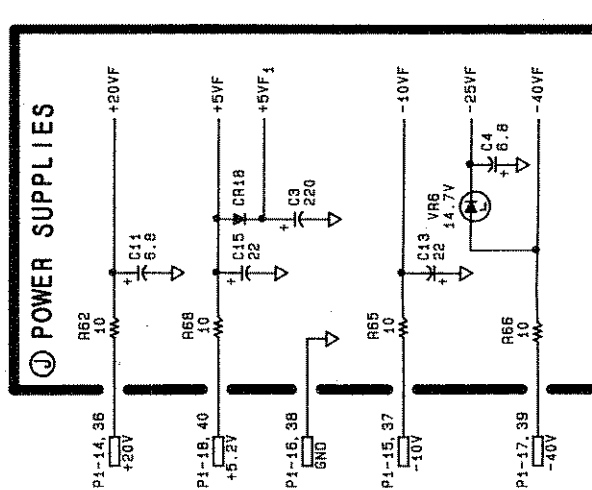 Ⓙ POWER SUPPLIES
P1-14, 36
+20V
R62
10
C11
6.8
+
+20VF
P1-18, 40
+5.2V
R68
10
C15
22
+
CR18
C3
220
+
+5VF
+5VF1
P1-16, 38
GND
P1-15, 37
-10V
R65
10
C13
22
+
-10VF
P1-17, 39
-40V
R66
10
VR6
14.7V
C4
6.8
+
-25VF
-40VF